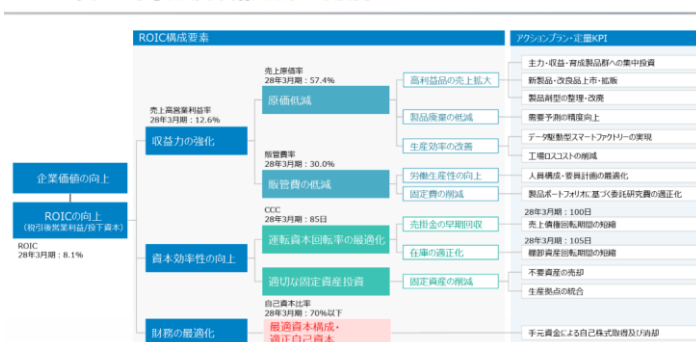 ROIC構成要素
アクションプラン・定量KPI
企業価値の向上
ROICの向上
(税引後営業利益/投下資本)
ROIC
28年3月期：8.1%
売上高営業利益率
28年3月期：12.6%
収益力の強化
売上原価率
28年3月期：57.4%
原価低減
高利益品の売上拡大
主力・収益・育成製品群への集中投資
新製品・改良品上市・拡販
製品剤型の整理・改廃
製品廃棄の低減
需要予測の精度向上
生産効率の改善
データ駆動型スマートファクトリーの実現
工場ロスコストの削減
販管費率
28年3月期：30.0%
販管費の低減
労働生産性の向上
人員構成・要員計画の最適化
固定費の削減
製品ポートフォリオに基づく委託研究費の適正化
資本効率性の向上
CCC
28年3月期：85日
運転資本回転率の最適化
売掛金の早期回収
28年3月期：100日
売上債権回転期間の短縮
在庫の適正化
28年3月期：105日
棚卸資産回転期間の短縮
適切な固定資産投資
固定資産の削減
不要資産の売却
生産拠点の統合
財務の最適化
自己資本比率
28年3月期：70%以下
最適資本構成・
適正自己資本
手元資金による自己株式取得及び消却